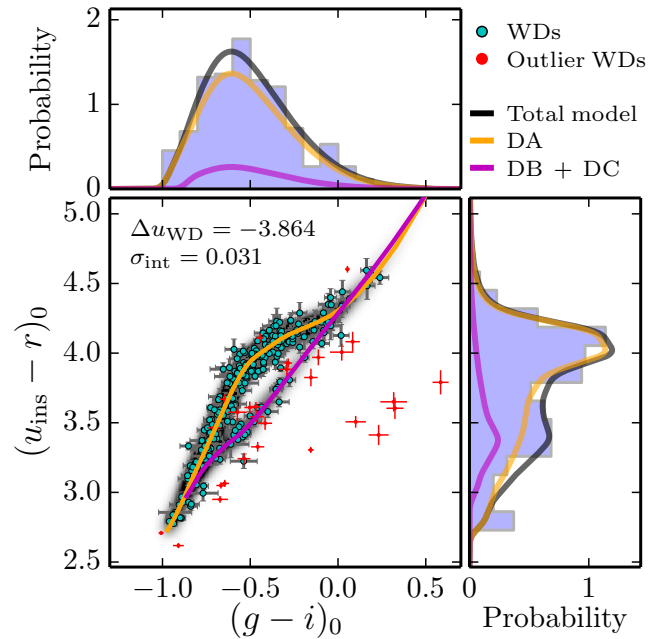 2
1
0
Probability
WDs
Outlier WDs
Total model
DA
DB + DC
5.0
4.5
4.0
3.5
3.0
2.5
(u_ins − r)_0
Δu_WD = −3.864
σ_int = 0.031
−1.0 −0.5 0.0 0.5
(g − i)_0
0 1
Probability